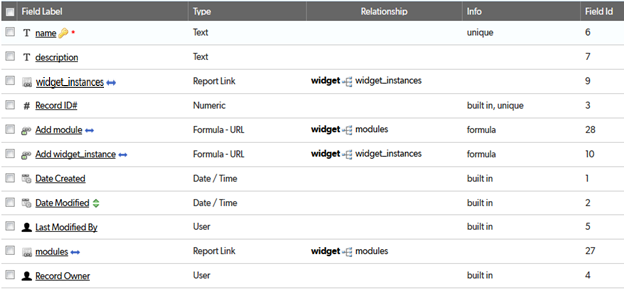 Field Label Type Relationship Info Field Id
T name * Text unique 6
T description Text 7
widget_instances Report Link widget widget_instances 9
# Record ID# Numeric built in, unique 3
Add module Formula - URL widget modules formula 28
Add widget_instance Formula - URL widget widget_instances formula 10
Date Created Date / Time built in 1
Date Modified Date / Time built in 2
Last Modified By User built in 5
modules Report Link widget modules 27
Record Owner User built in 4